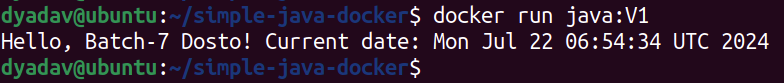 dyadav@ubuntu:~/simple-java-docker$ docker run java:V1
Hello, Batch-7 Dosto! Current date: Mon Jul 22 06:54:34 UTC 2024
dyadav@ubuntu:~/simple-java-docker$